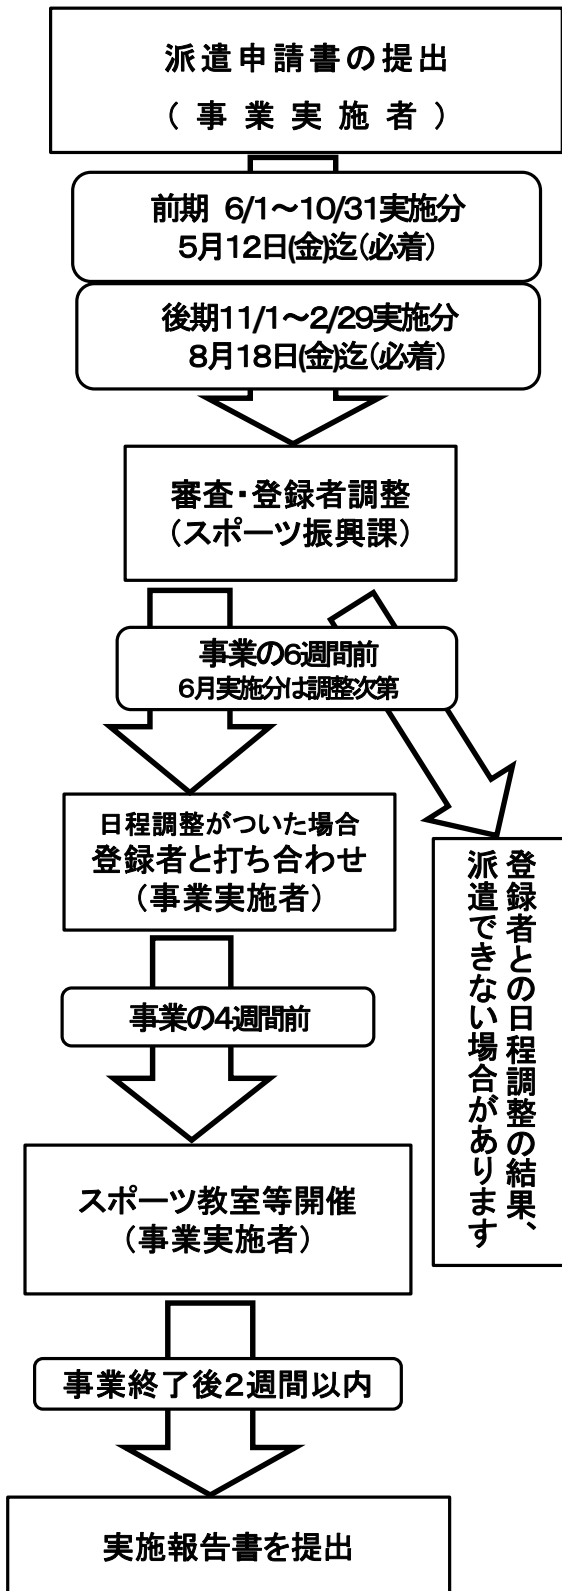 派遣申請書の提出
(事業実施者)
前期 6/1～10/31実施分
5月12日(金)迄(必着)
後期11/1～2/29実施分
8月18日(金)迄(必着)
審査・登録者調整
(スポーツ振興課)
事業の6週間前
6月実施分は調整次第
日程調整がついた場合
登録者と打ち合わせ
(事業実施者)
登録者との日程調整の結果、
派遣できない場合があります
事業の4週間前
スポーツ教室等開催
(事業実施者)
事業終了後2週間以内
実施報告書を提出